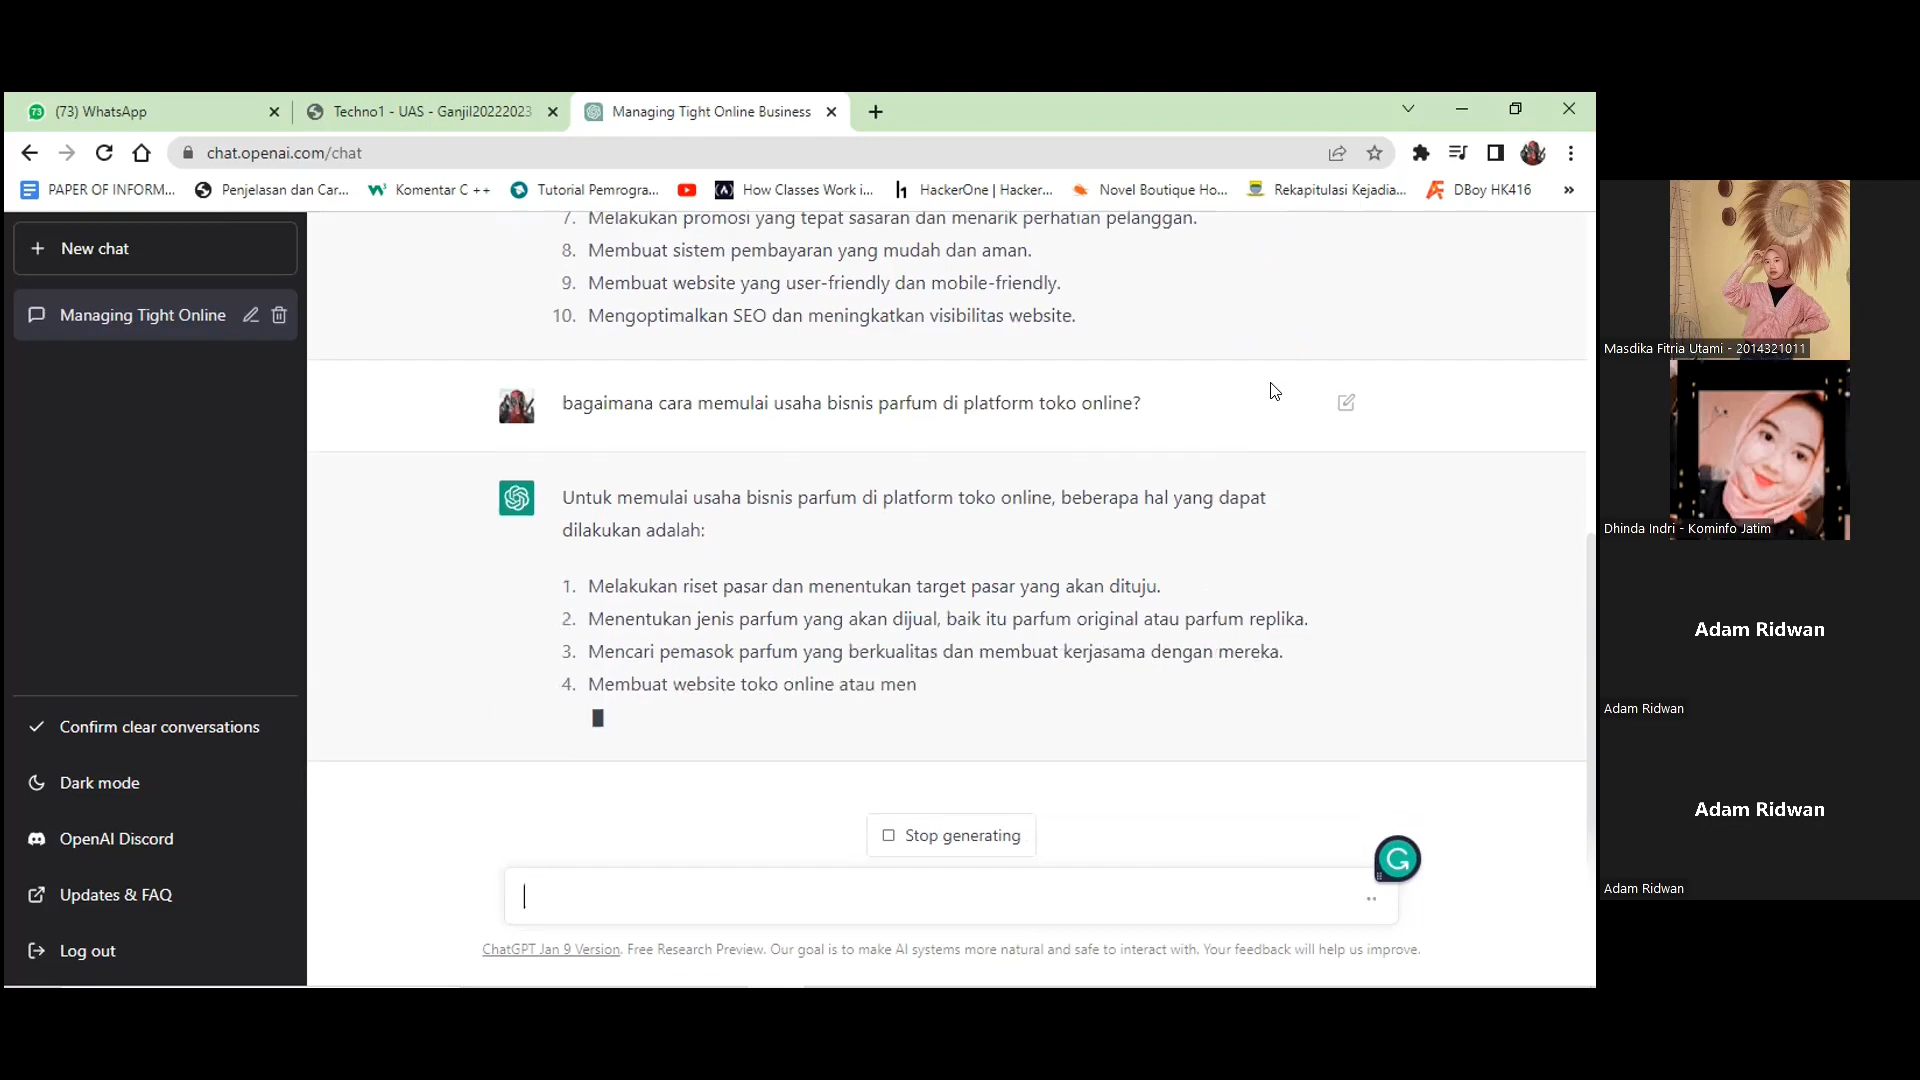 (73) WhatsApp
Techno1 - UAS - Ganjil20222023
Managing Tight Online Business
chat.openai.com/chat
PAPER OF INFORM...
Penjelasan dan Car...
Komentar C ++
Tutorial Pemrogra...
How Classes Work i...
HackerOne | Hacker...
Novel Boutique Ho...
Rekapitulasi Kejadia...
DBoy HK416
»
New chat
Managing Tight Online
Confirm clear conversations
Dark mode
OpenAI Discord
Updates & FAQ
Log out
7. Melakukan promosi yang tepat sasaran dan menarik perhatian pelanggan.
8. Membuat sistem pembayaran yang mudah dan aman.
9. Membuat website yang user-friendly dan mobile-friendly.
10. Mengoptimalkan SEO dan meningkatkan visibilitas website.
bagaimana cara memulai usaha bisnis parfum di platform toko online?
Untuk memulai usaha bisnis parfum di platform toko online, beberapa hal yang dapat
dilakukan adalah:
1. Melakukan riset pasar dan menentukan target pasar yang akan dituju.
2. Menentukan jenis parfum yang akan dijual, baik itu parfum original atau parfum replika.
3. Mencari pemasok parfum yang berkualitas dan membuat kerjasama dengan mereka.
4. Membuat website toko online atau men
Stop generating
ChatGPT Jan 9 Version. Free Research Preview. Our goal is to make AI systems more natural and safe to interact with. Your feedback will help us improve.
Masdika Fitria Utami - 2014321011
Dhinda Indri - Kominfo Jatim
Adam Ridwan
Adam Ridwan
Adam Ridwan
Adam Ridwan